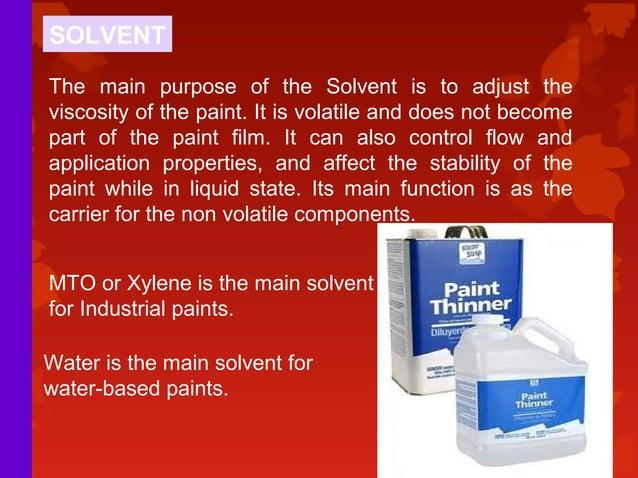 SOLVENT
The main purpose of the Solvent is to adjust the
viscosity of the paint. It is volatile and does not become
part of the paint film. It can also control flow and
application properties, and affect the stability of the
paint while in liquid state. Its main function is as the
carrier for the non volatile components.
MTO or Xylene is the main solvent
for Industrial paints.
Water is the main solvent for
water-based paints.
Klean
Strip
Paint
Thinner
Paint
Thinner